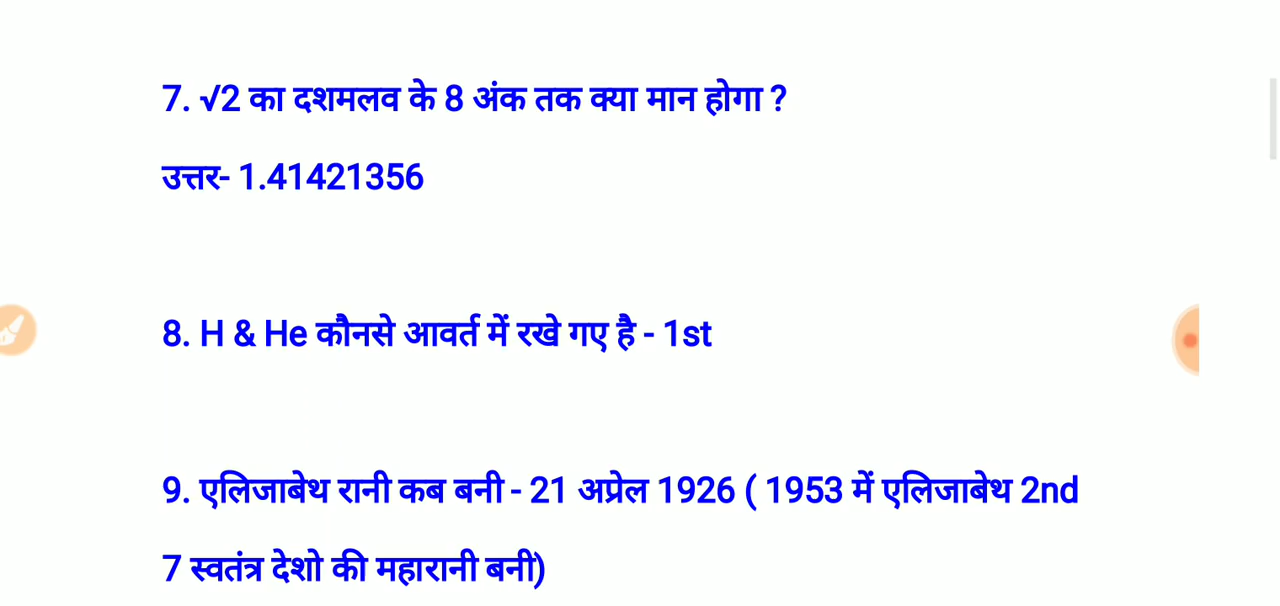 7. √2 का दशमलव के 8 अंक तक क्या मान होगा ?
उत्तर- 1.41421356
8. H & He कौनसे आवर्त में रखे गए है - 1st
9. एलिजाबेथ रानी कब बनी - 21 अप्रेल 1926 ( 1953 में एलिजाबेथ 2nd
7 स्वतंत्र देशो की महारानी बनी)